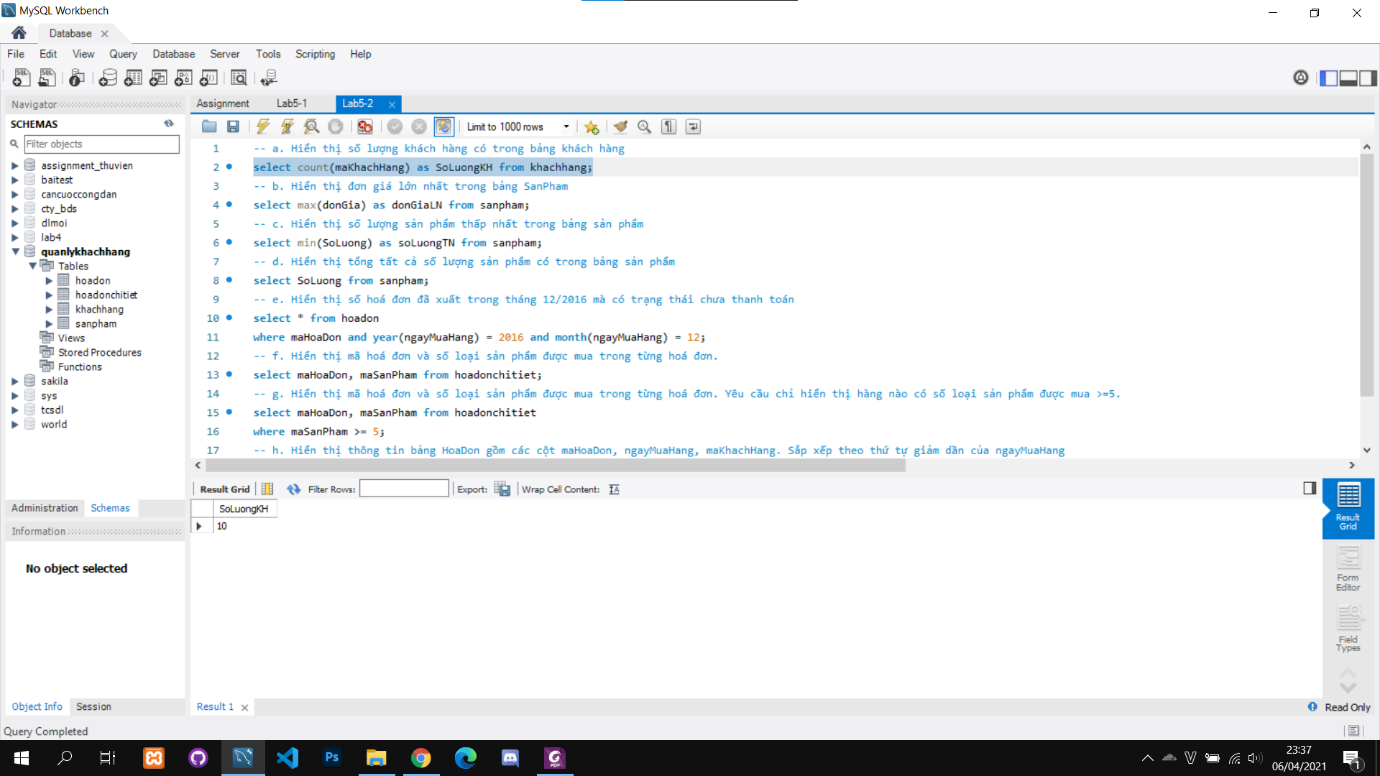 MySQL Workbench
Database
File Edit View Query Database Server Tools Scripting Help
Navigator
SCHEMAS
Filter objects
assignment_thuvien
baitest
cancuoccongdan
cty_bds
dlmoi
lab4
quanlykhachhang
Tables
hoadon
hoadonchitiet
khachhang
sanpham
Views
Stored Procedures
Functions
sakila
sys
tcsdl
world
Administration Schemas
Information
No object selected
Object Info Session
Assignment Lab5-1 Lab5-2
Limit to 1000 rows
1 -- a. Hiển thị số lượng khách hàng có trong bảng khách hàng
2 select count(maKhachHang) as SoLuongKH from khachhang;
3 -- b. Hiển thị đơn giá lớn nhất trong bảng SanPham
4 select max(donGia) as donGiaLN from sanpham;
5 -- c. Hiển thị số lượng sản phẩm thấp nhất trong bảng sản phẩm
6 select min(SoLuong) as soLuongTN from sanpham;
7 -- d. Hiển thị tổng tất cả số lượng sản phẩm có trong bảng sản phẩm
8 select SoLuong from sanpham;
9 -- e. Hiển thị số hoá đơn đã xuất trong tháng 12/2016 mà có trạng thái chưa thanh toán
10 select * from hoadon
11 where maHoaDon and year(ngayMuaHang) = 2016 and month(ngayMuaHang) = 12;
12 -- f. Hiển thị mã hoá đơn và số loại sản phẩm được mua trong từng hoá đơn.
13 select maHoaDon, maSanPham from hoadonchitiet;
14 -- g. Hiển thị mã hoá đơn và số loại sản phẩm được mua trong từng hoá đơn. Yêu cầu chỉ hiển thị hàng nào có số loại sản phẩm được mua >=5.
15 select maHoaDon, maSanPham from hoadonchitiet
16 where maSanPham >= 5;
17 -- h. Hiển thị thông tin bảng HoaDon gồm các cột maHoaDon, ngayMuaHang, maKhachHang. Sắp xếp theo thứ tự giảm dần của ngayMuaHang
Result Grid Filter Rows: Export: Wrap Cell Content:
SoLuongKH
10
Result Grid
Form Editor
Field Types
Result 1
Read Only
Query Completed
23:37
06/04/2021
1